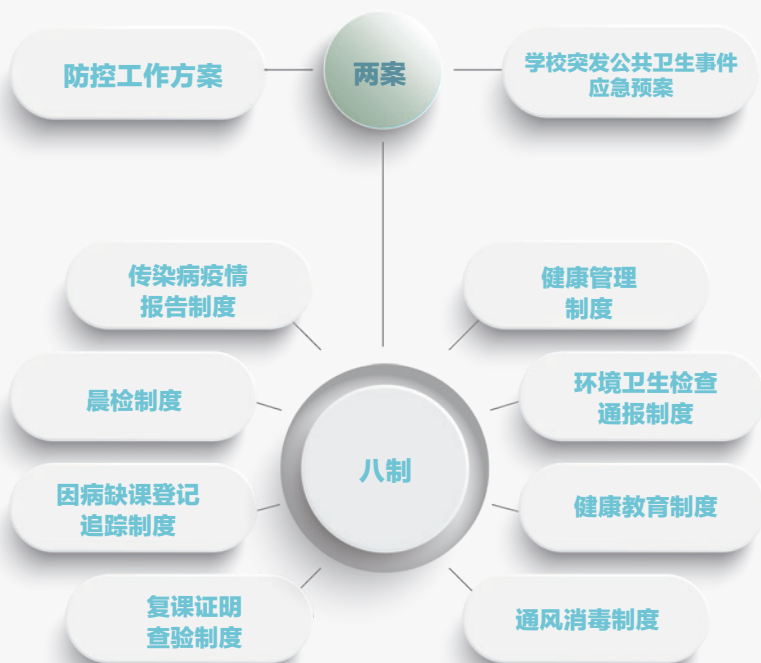 防控工作方案
两案
学校突发公共卫生事件
应急预案
传染病疫情
报告制度
健康管理
制度
晨检制度
环境卫生检查
通报制度
八制
因病缺课登记
追踪制度
健康教育制度
复课证明
查验制度
通风消毒制度